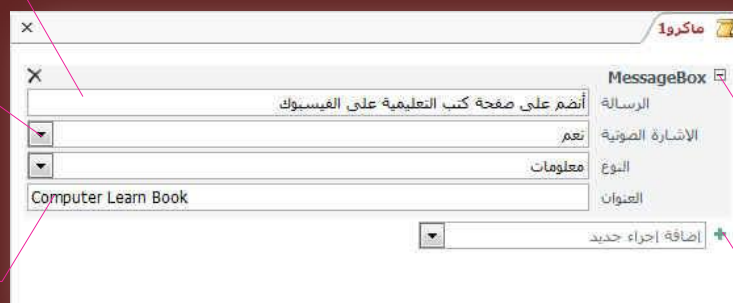 ماكرو1
MessageBox
الرسالة أنضم على صفحة كتب التعليمية على الفيسبوك
الإشارة الصوتية نعم
النوع معلومات
العنوان Computer Learn Book
إضافة إجراء جديد